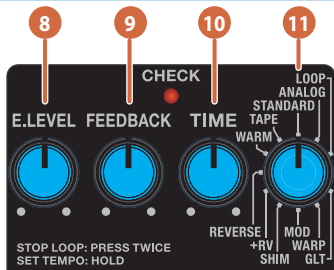 8 9 10 11
CHECK
E.LEVEL FEEDBACK TIME
LOOP
ANALOG
STANDARD
TAPE
WARM
REVERSE
+RV
SHIM
MOD
WARP
GLT
STOP LOOP: PRESS TWICE
SET TEMPO: HOLD